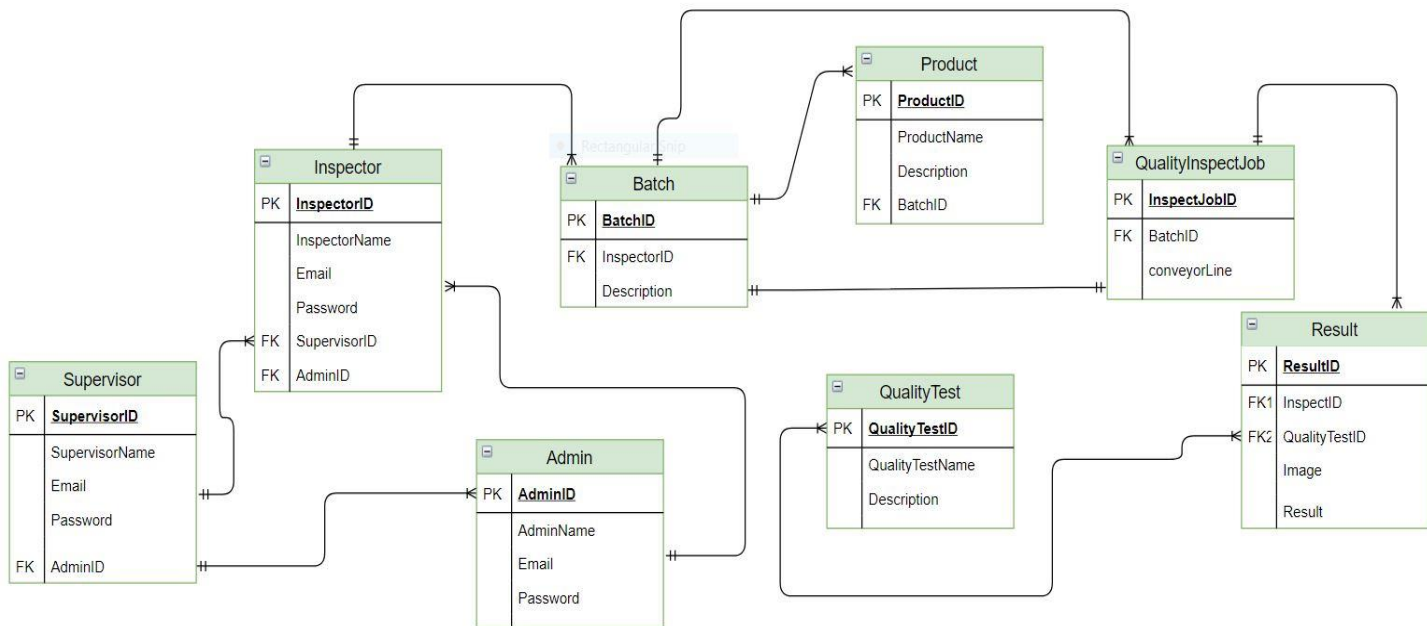 Product
PK ProductID
ProductName
Description
FK BatchID
Rectangular Snip
Inspector
PK InspectorID
InspectorName
Email
Password
FK SupervisorID
FK AdminID
Batch
PK BatchID
FK InspectorID
Description
QualityInspectJob
PK InspectJobID
FK BatchID
conveyorLine
Result
PK ResultID
FK1 InspectID
FK2 QualityTestID
Image
Result
Supervisor
PK SupervisorID
SupervisorName
Email
Password
FK AdminID
QualityTest
PK QualityTestID
QualityTestName
Description
Admin
PK AdminID
AdminName
Email
Password